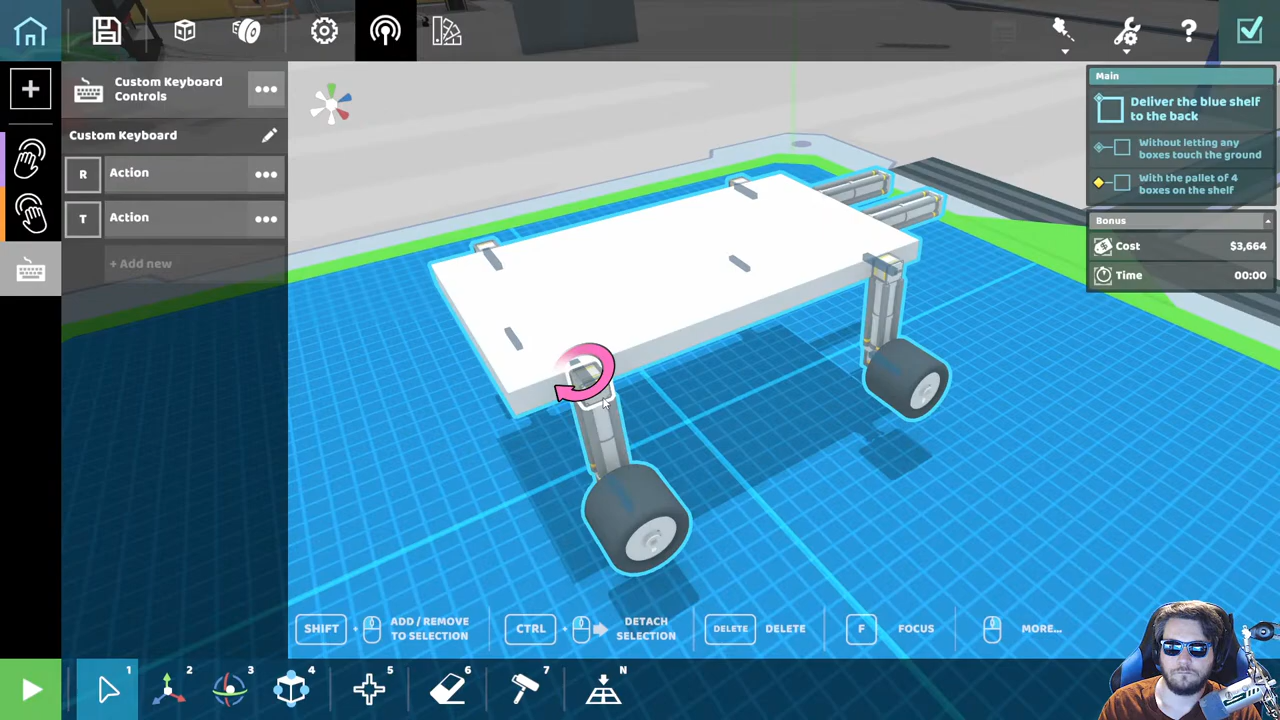 Custom Keyboard
Controls
Custom Keyboard
R
Action
T
Action
+ Add new
Main
Deliver the blue shelf
to the back
Without letting any
boxes touch the ground
With the pallet of 4
boxes on the shelf
Bonus
Cost
$3,664
Time
00:00
SHIFT
+
ADD / REMOVE
TO SELECTION
CTRL
+
DETACH
SELECTION
DELETE
DELETE
F
FOCUS
MORE...
1
2
3
4
5
6
7
N